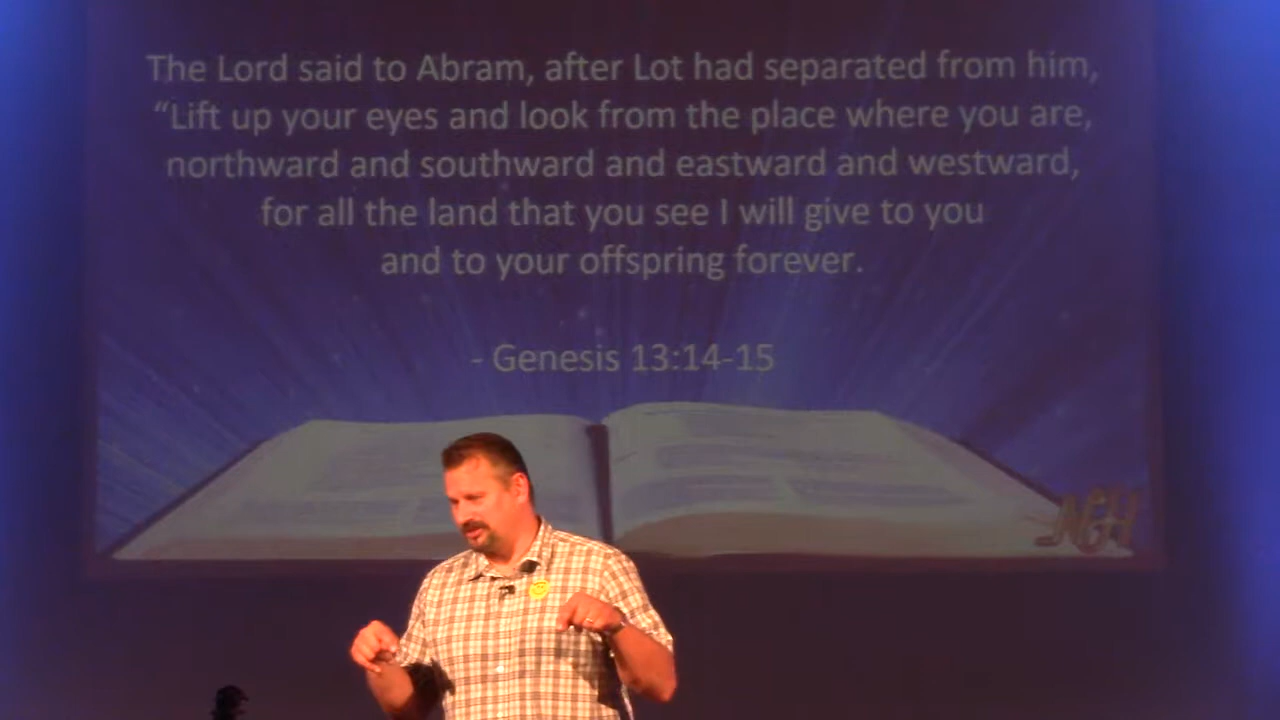 The Lord said to Abram, after Lot had separated from him,
“Lift up your eyes and look from the place where you are,
northward and southward and eastward and westward,
for all the land that you see I will give to you
and to your offspring forever.
- Genesis 13:14-15
NGH